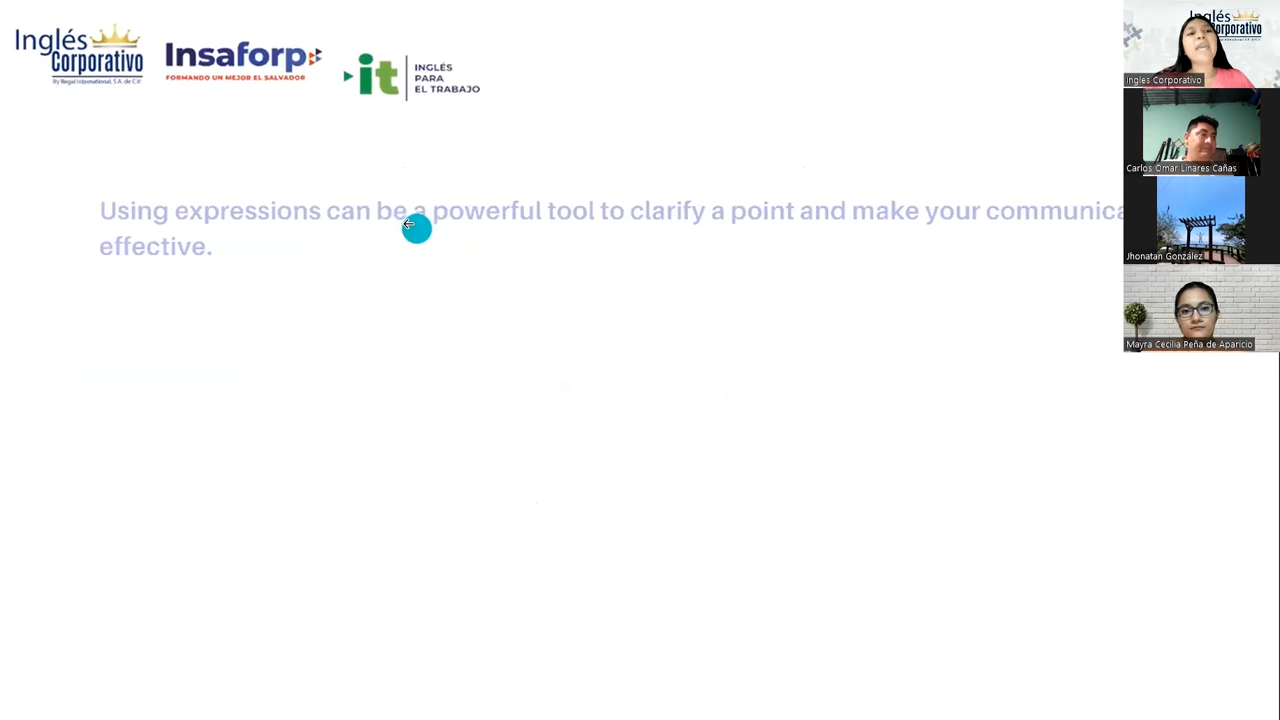 Inglés
Corporativo
By Regal International, S.A. de C.V.
Insaforp
FORMANDO UN MEJOR EL SALVADOR
it
INGLÉS
PARA
EL TRABAJO
Using expressions can be a powerful tool to clarify a point and make your communica
effective.
Inglés
Corporativo
Ingles Corporativo
Carlos Omar Linares Cañas
Jhonatan González
Mayra Cecilia Peña de Aparicio